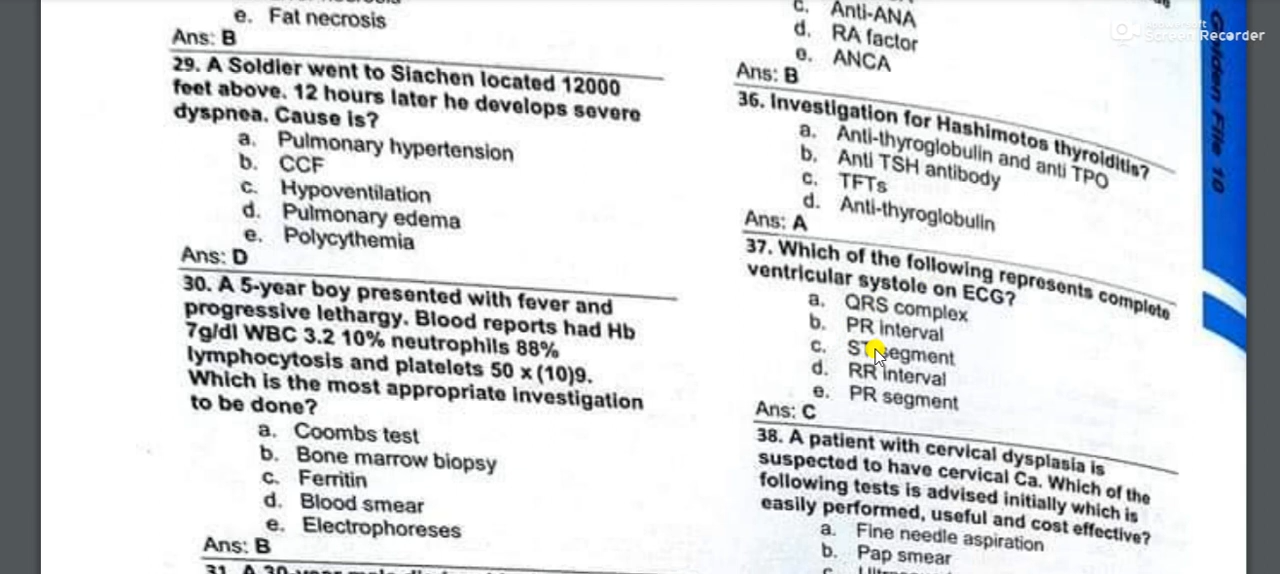 e. Fat necrosis
Ans: B
29. A Soldier went to Siachen located 12000
feet above. 12 hours later he develops severe
dyspnea. Cause is?
a. Pulmonary hypertension
b. CCF
c. Hypoventilation
d. Pulmonary edema
e. Polycythemia
Ans: D
30. A 5-year boy presented with fever and
progressive lethargy. Blood reports had Hb
7g/dl WBC 3.2 10% neutrophils 88%
lymphocytosis and platelets 50 x (10)9.
Which is the most appropriate investigation
to be done?
a. Coombs test
b. Bone marrow biopsy
c. Ferritin
d. Blood smear
e. Electrophoreses
Ans: B
c. Anti-ANA
d. RA factor
e. ANCA
Ans: B
36. Investigation for Hashimotos thyroiditis?
a. Anti-thyroglobulin and anti TPO
b. Anti TSH antibody
c. TFTs
d. Anti-thyroglobulin
Ans: A
37. Which of the following represents complete
ventricular systole on ECG?
a. QRS complex
b. PR interval
c. ST segment
d. RR interval
e. PR segment
Ans: C
38. A patient with cervical dysplasia is
suspected to have cervical Ca. Which of the
following tests is advised initially which is
easily performed, useful and cost effective?
a. Fine needle aspiration
b. Pap smear
Golden File 10
Screen Recorder